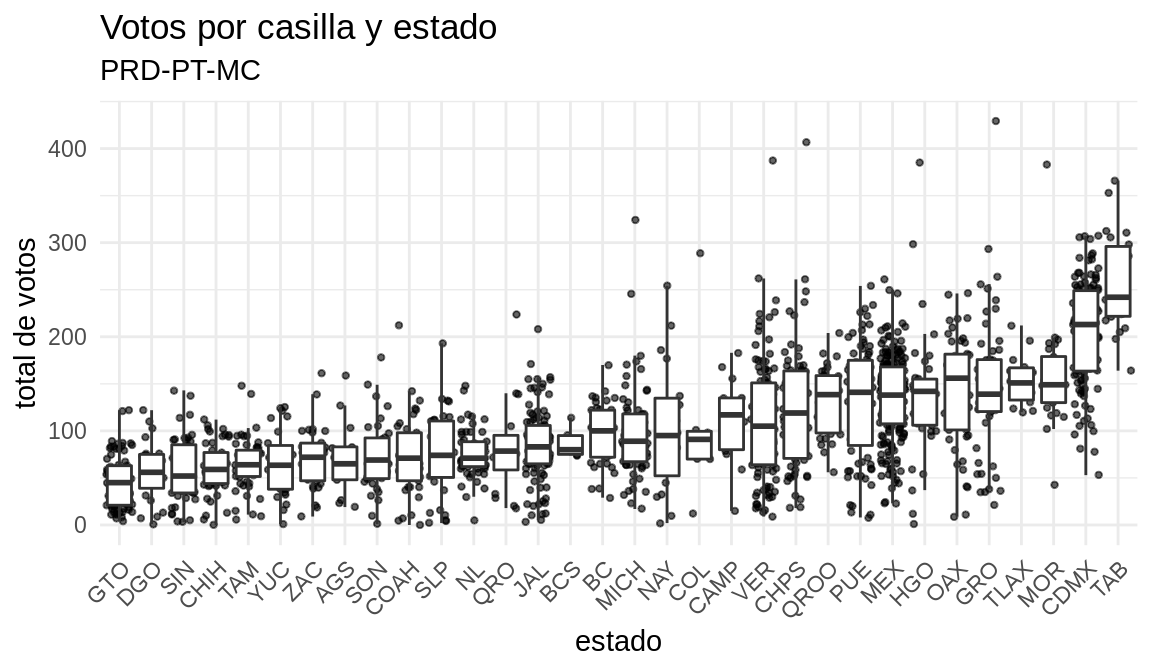 Votos por casilla y estado
PRD-PT-MC
total de votos
400
300
200
100
0
GTO
DGO
SIN
CHIH
TAM
YUC
ZAC
AGS
SON
COAH
SLP
NL
QRO
JAL
BCS
BC
MICH
NAY
COL
CAMP
VER
CHPS
QROO
PUE
MEX
HGO
OAX
GRO
TLAX
MOR
CDMX
TAB
estado